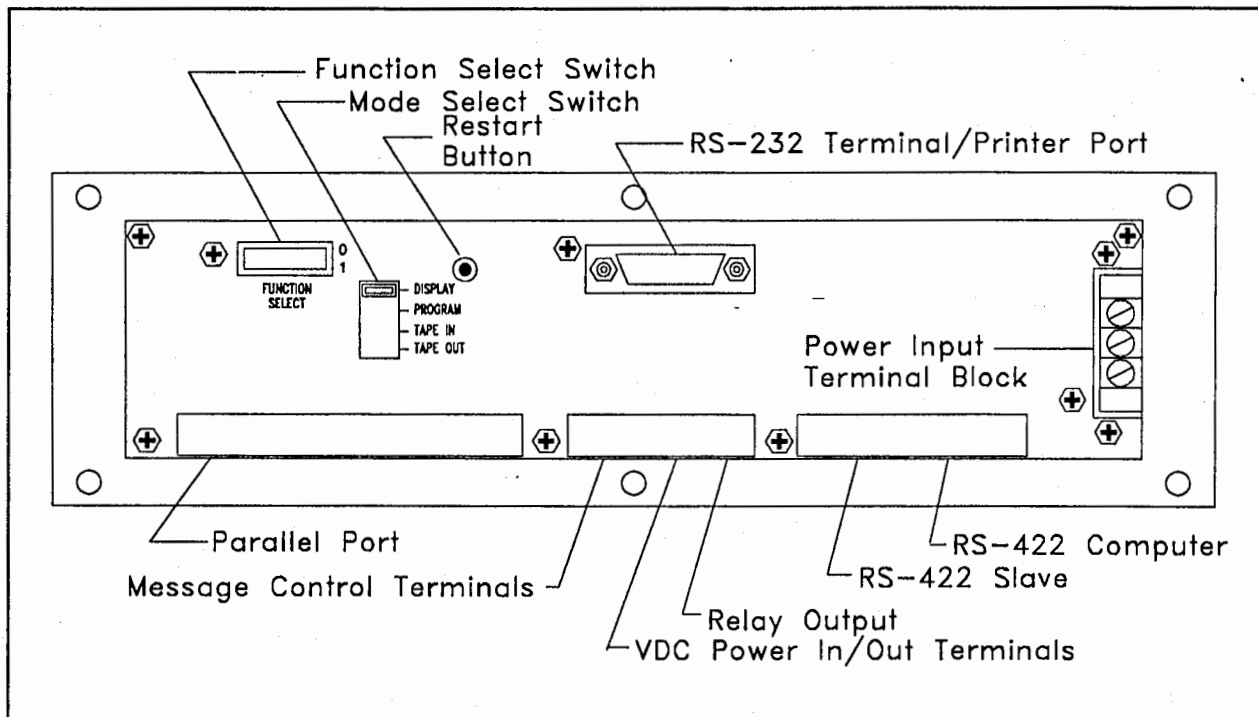 Function Select Switch
Mode Select Switch
Restart
Button
RS-232 Terminal/Printer Port
0
1
FUNCTION
SELECT
DISPLAY
PROGRAM
TAPE IN
TAPE OUT
Power Input
Terminal Block
Parallel Port
Message Control Terminals
RS-422 Computer
RS-422 Slave
Relay Output
VDC Power In/Out Terminals